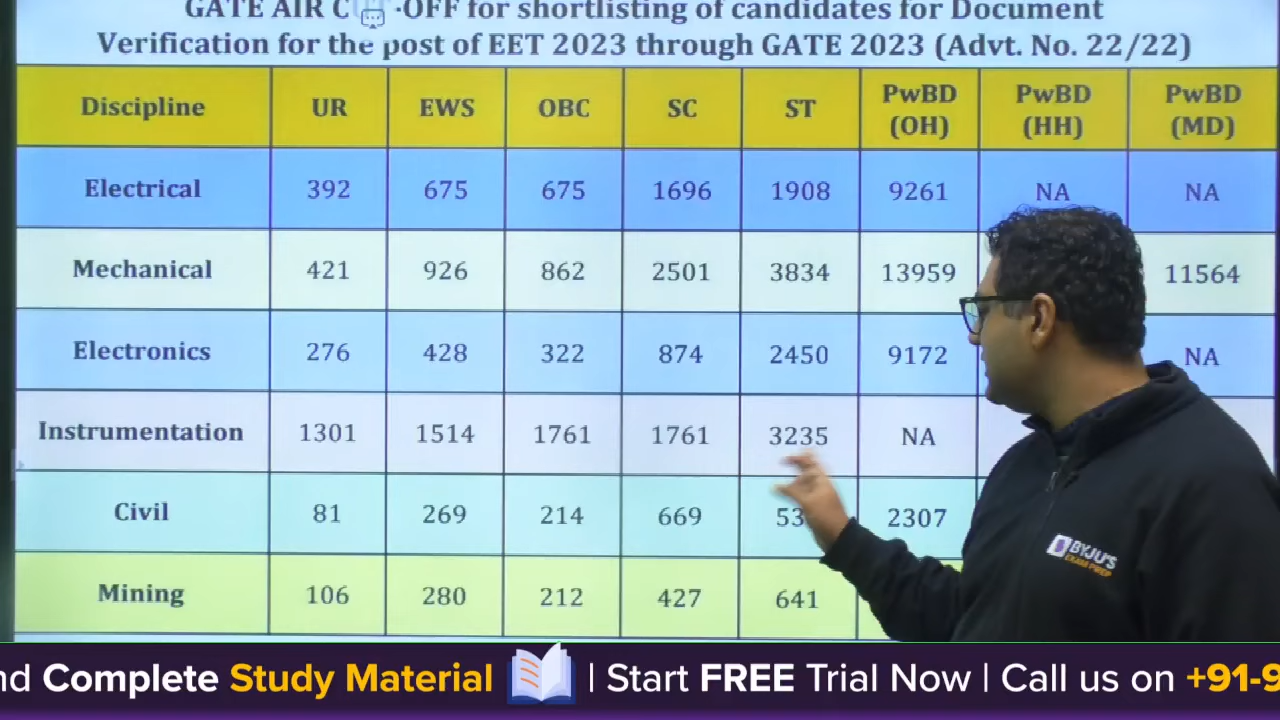 GATE AIR -OFF for shortlisting of candidates for Document
Verification for the post of EET 2023 through GATE 2023 (Advt. No. 22/22)
Discipline UR EWS OBC SC ST PwBD (OH) PwBD (HH) PwBD (MD)
Electrical 392 675 675 1696 1908 9261 NA NA
Mechanical 421 926 862 2501 3834 13959 11564
Electronics 276 428 322 874 2450 9172 NA
Instrumentation 1301 1514 1761 1761 3235 NA
Civil 81 269 214 669 2307
Mining 106 280 212 427 641
BYJU'S
EXAM PREP
Complete Study Material | Start FREE Trial Now | Call us on +91-9